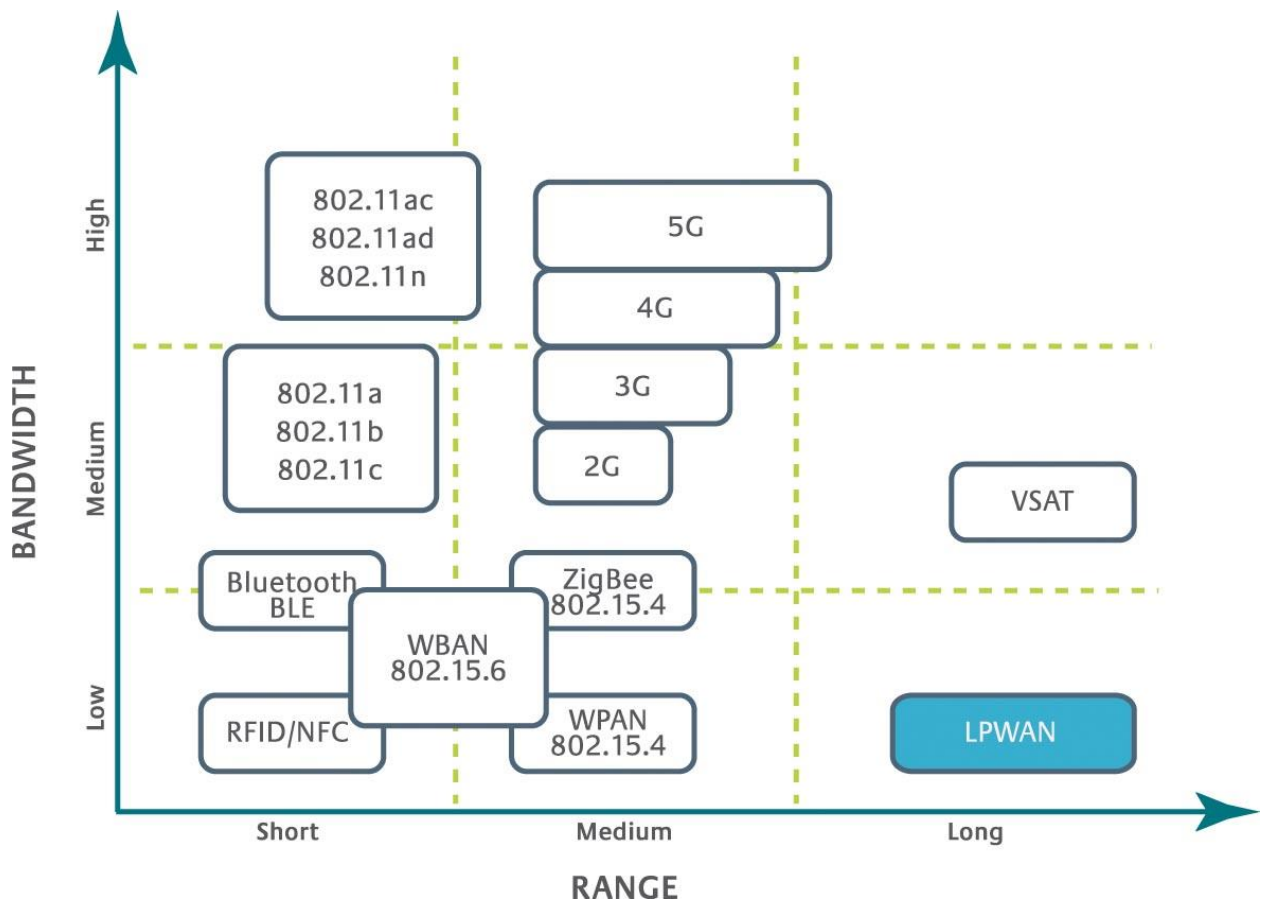 BANDWIDTH
High
Medium
Low
802.11ac
802.11ad
802.11n
5G
4G
802.11a
802.11b
802.11c
3G
2G
VSAT
Bluetooth
BLE
ZigBee
802.15.4
WBAN
802.15.6
RFID/NFC
WPAN
802.15.4
LPWAN
Short
Medium
Long
RANGE